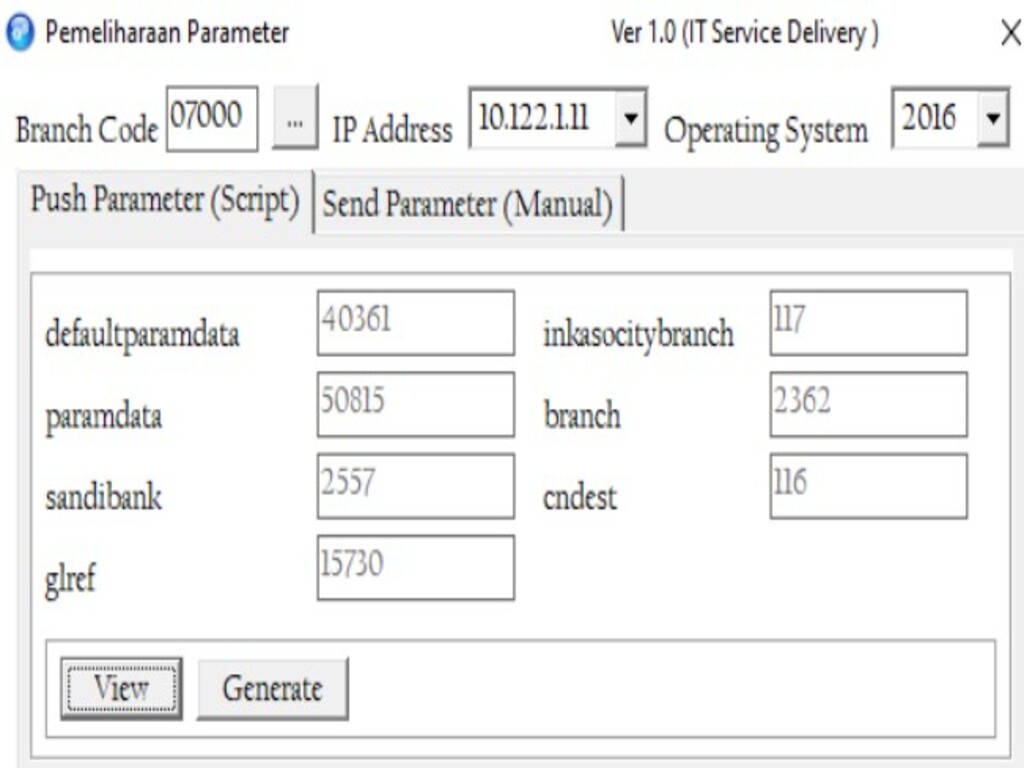 Pemeliharaan Parameter Ver 1.0 (IT Service Delivery )
Branch Code 07000 ... IP Address 10.122.1.11 Operating System 2016
Push Parameter (Script) Send Parameter (Manual)
defaultparamdata 40361 inkasocitybranch 117
paramdata 50815 branch 2362
sandibank 2557 cndest 116
glref 15730
View Generate